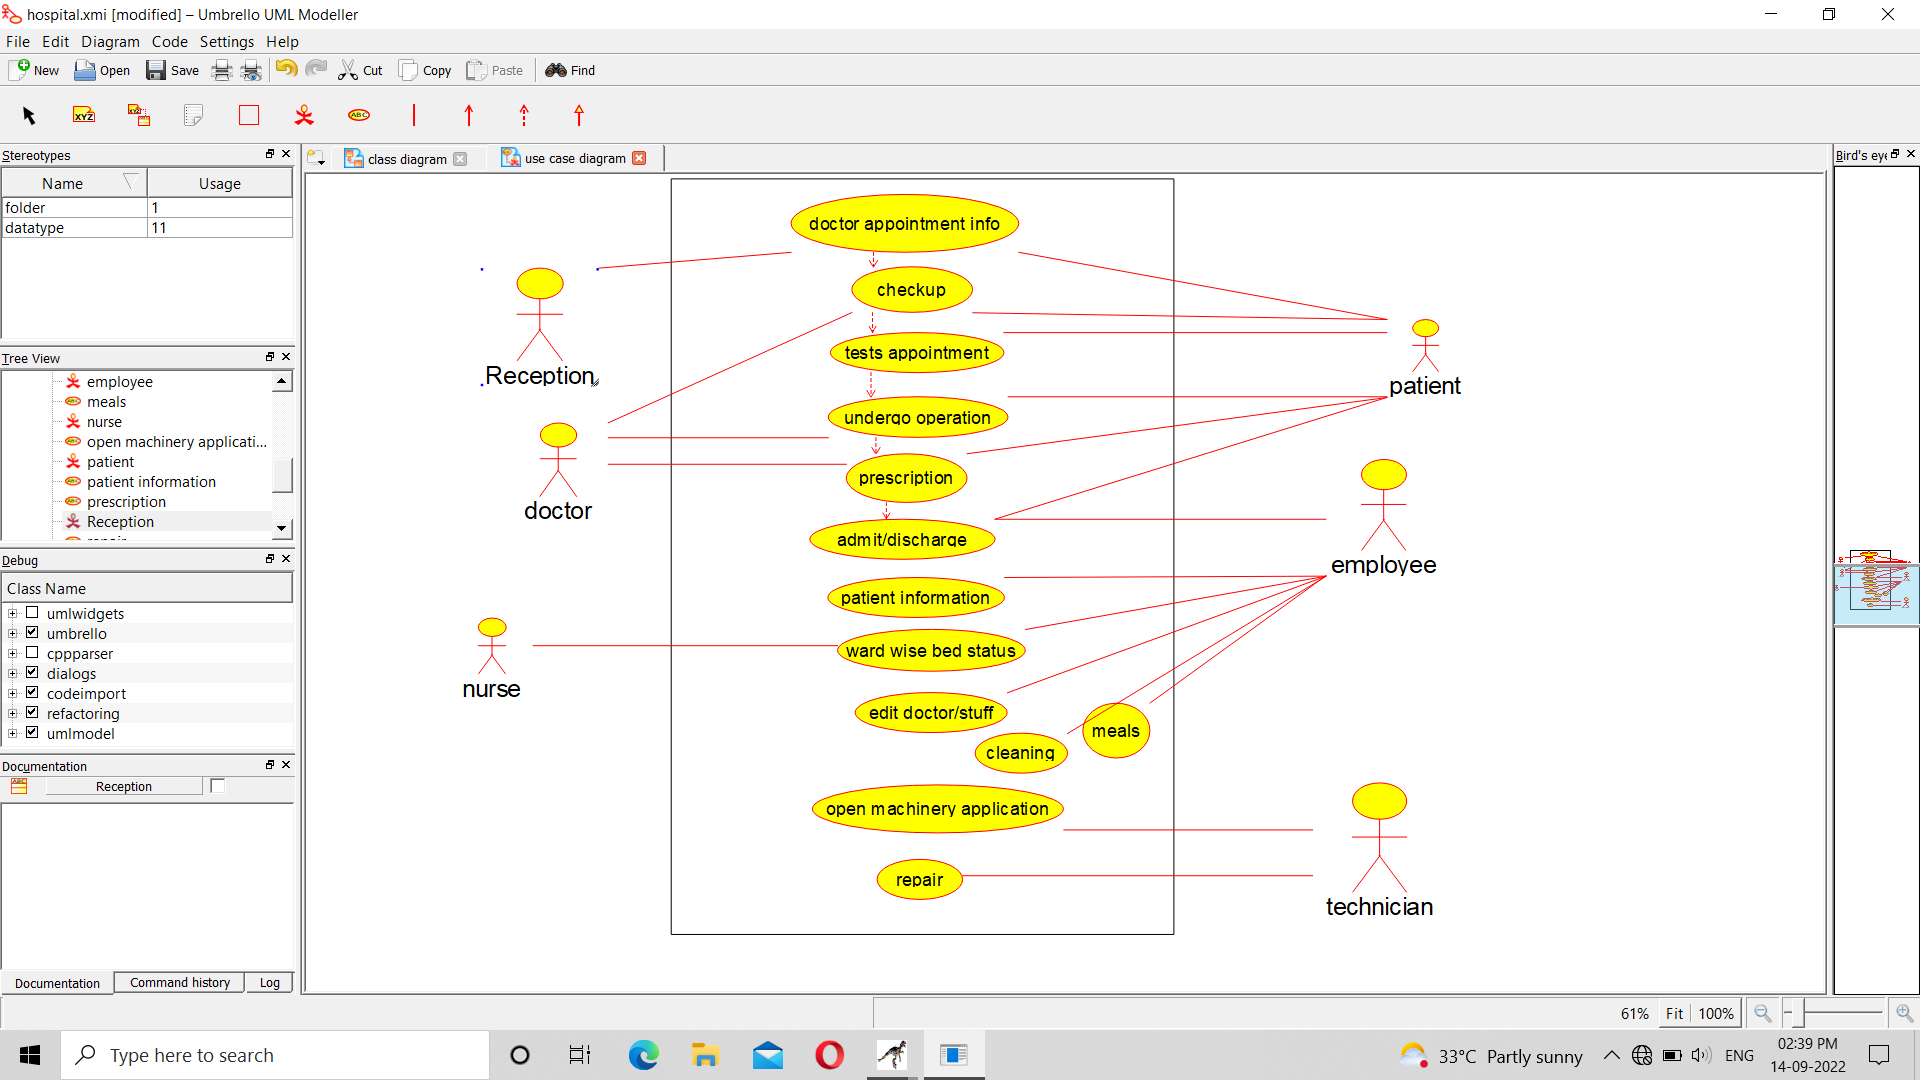 hospital.xmi [modified] – Umbrello UML Modeller
File Edit Diagram Code Settings Help
New Open Save Cut Copy Paste Find
XYZ XYZ ABC
Stereotypes
Name Usage
folder 1
datatype 11
Tree View
employee
meals
nurse
open machinery applicati...
patient
patient information
prescription
Reception
repair
Debug
Class Name
umlwidgets
umbrello
cppparser
dialogs
codeimport
refactoring
umlmodel
Documentation
Reception
Documentation Command history Log
class diagram use case diagram
doctor appointment info
checkup
tests appointment
undergo operation
prescription
admit/discharge
patient information
ward wise bed status
edit doctor/stuff
cleaning
meals
open machinery application
repair
Reception
doctor
nurse
patient
employee
technician
Bird's eye
61% Fit 100%
Type here to search
33°C Partly sunny
ENG
02:39 PM
14-09-2022